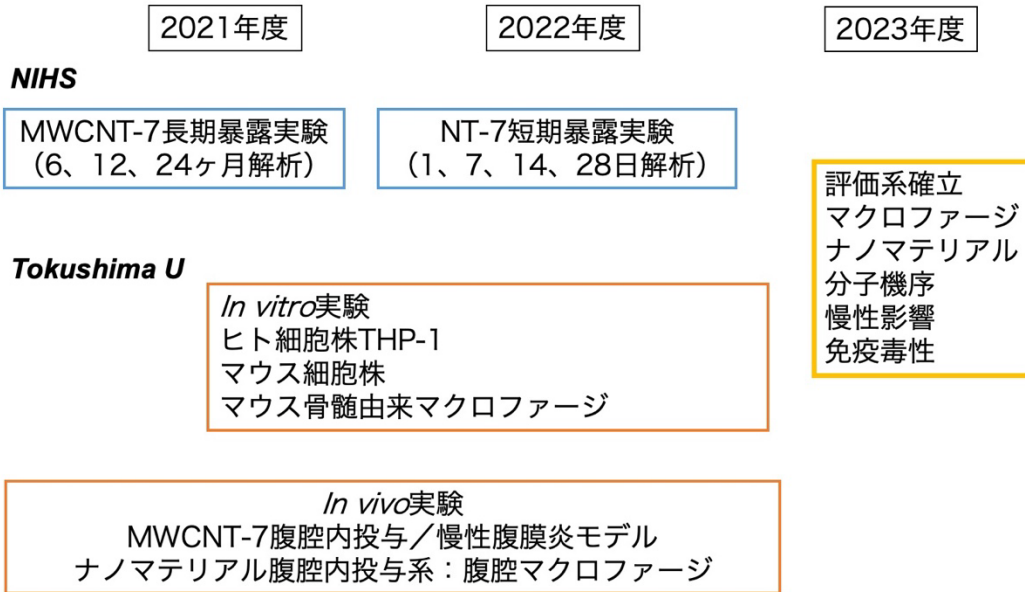 2021年度
2022年度
2023年度
NIHS
MWCNT-7長期暴露実験
（6、12、24ヶ月解析）
NT-7短期暴露実験
（1、7、14、28日解析）
評価系確立
マクロファージ
ナノマテリアル
分子機序
慢性影響
免疫毒性
Tokushima U
In vitro実験
ヒト細胞株THP-1
マウス細胞株
マウス骨髄由来マクロファージ
In vivo実験
MWCNT-7腹腔内投与／慢性腹膜炎モデル
ナノマテリアル腹腔内投与系：腹腔マクロファージ